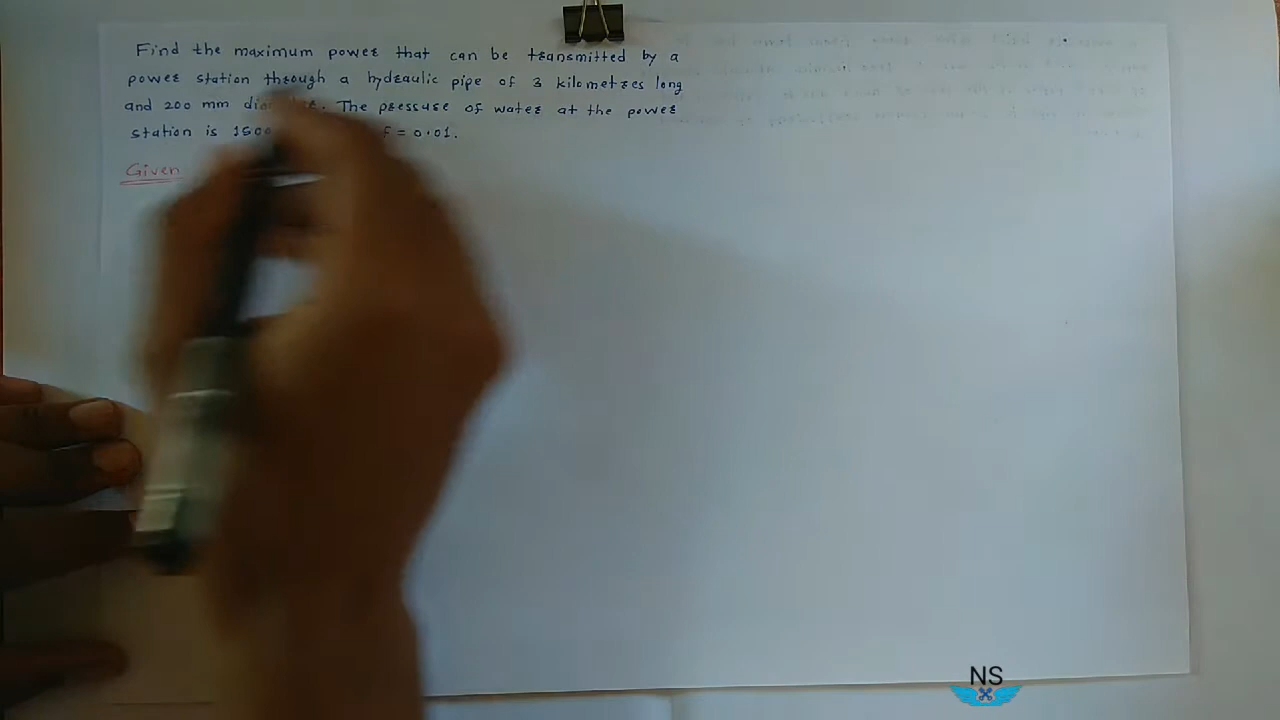 Find the maximum power that can be transmitted by a
power station through a hydraulic pipe of 3 kilometres long
and 200 mm The pressure of water at the power
station is 1500 f = 0.01.
Given
NS